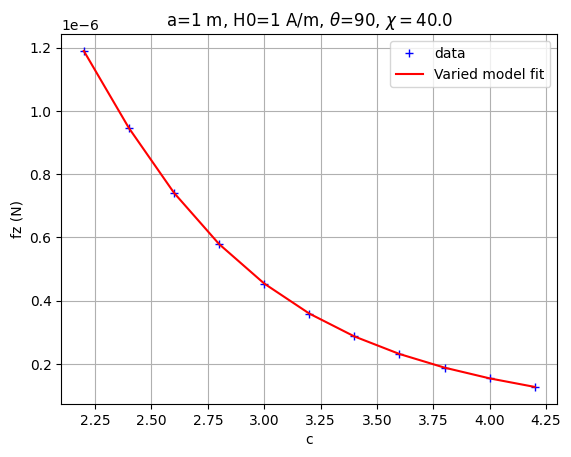 a=1 m, H0=1 A/m, θ=90, χ = 40.0
1e−6
data
Varied model fit
1.2
1.0
0.8
0.6
0.4
0.2
fz (N)
2.25 2.50 2.75 3.00 3.25 3.50 3.75 4.00 4.25
c